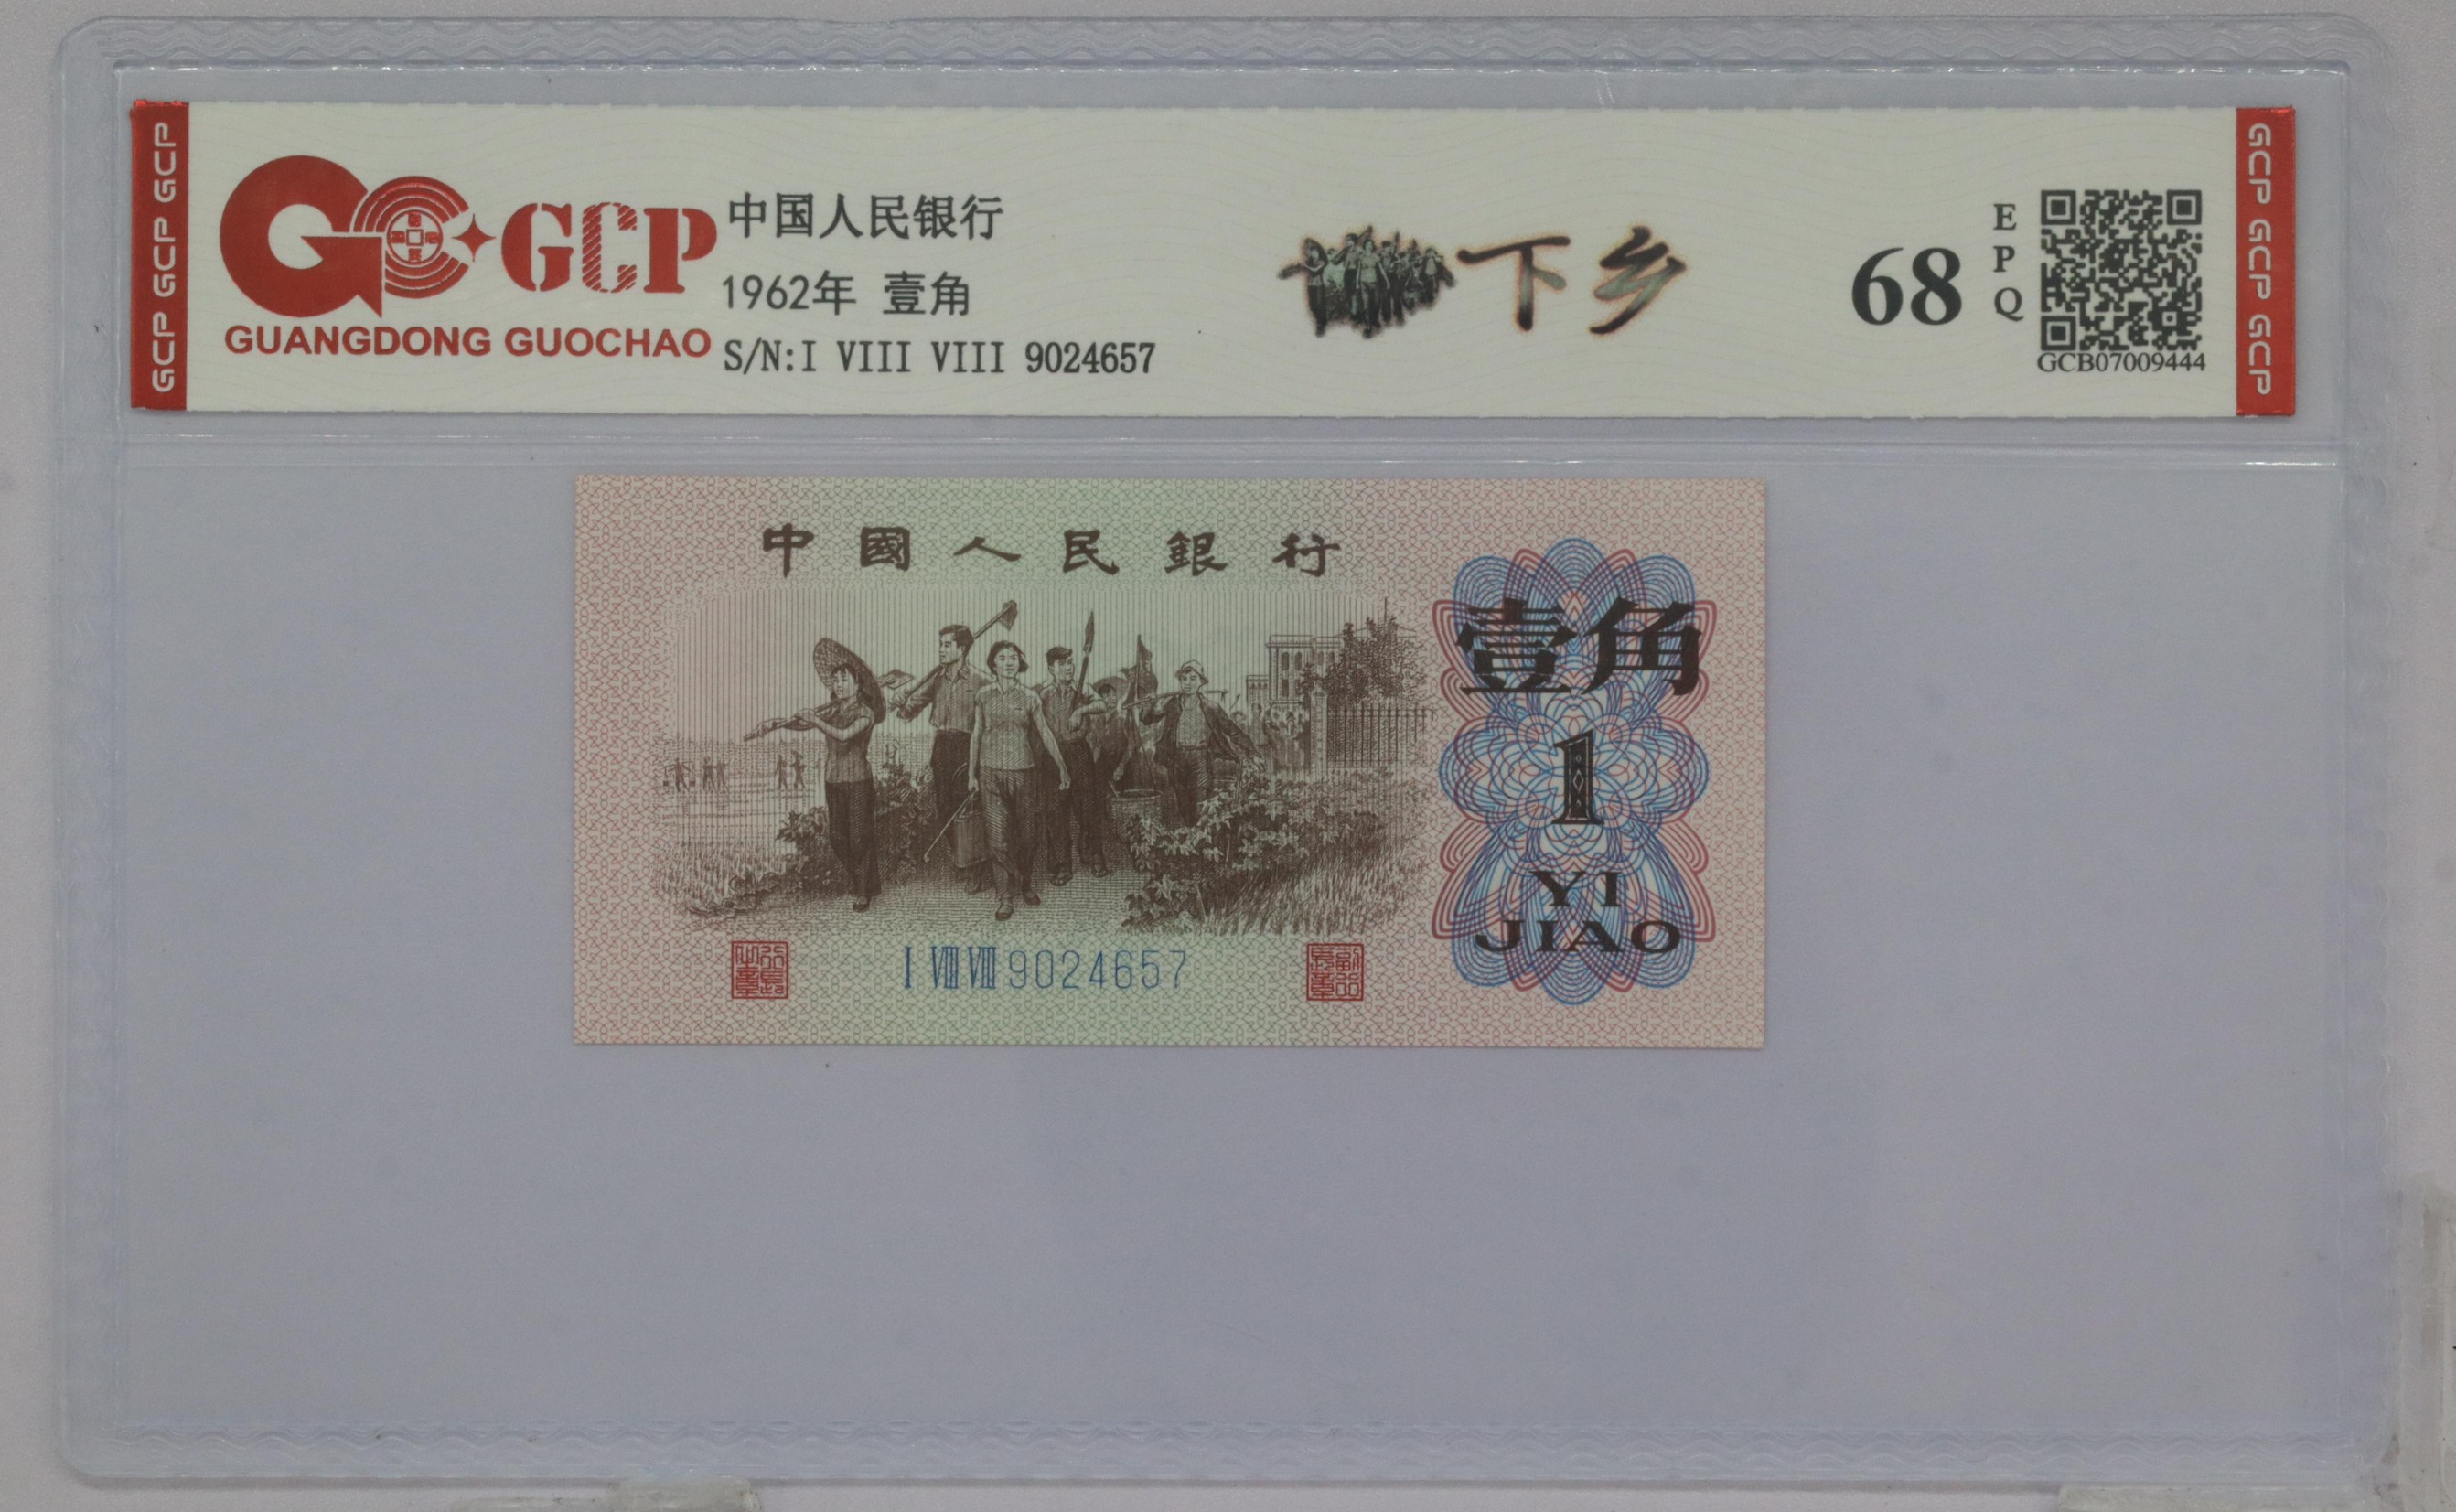 GCP GCP GCP
GCP
GUANGDONG GUOCHAO
中国人民银行
1962年 壹角
S/N:I VIII VIII 9024657
下乡
68
E
P
Q
GCB07009444
GCP GCP GCP
中國人民銀行
壹角
1
YI
JIAO
I VIII VIII 9024657